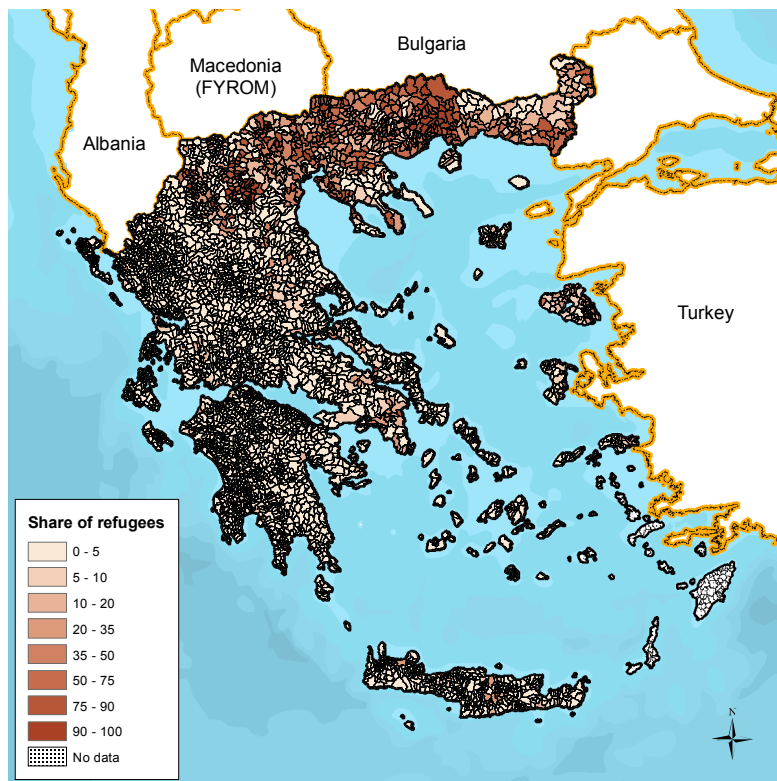 Bulgaria
Macedonia
(FYROM)
Albania
Turkey
Share of refugees
0 - 5
5 - 10
10 - 20
20 - 35
35 - 50
50 - 75
75 - 90
90 - 100
No data
N